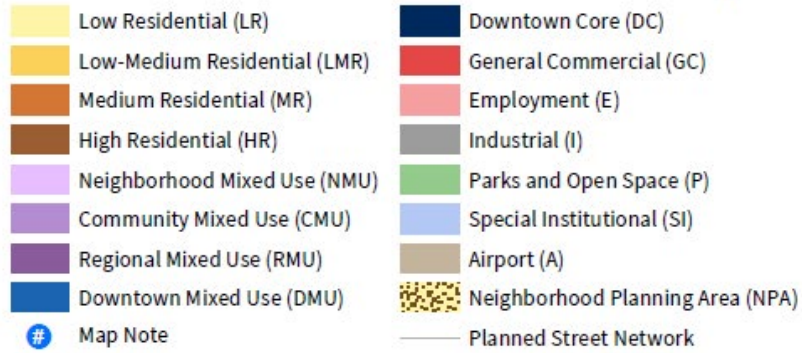 Low Residential (LR)
Low-Medium Residential (LMR)
Medium Residential (MR)
High Residential (HR)
Neighborhood Mixed Use (NMU)
Community Mixed Use (CMU)
Regional Mixed Use (RMU)
Downtown Mixed Use (DMU)
# Map Note
Downtown Core (DC)
General Commercial (GC)
Employment (E)
Industrial (I)
Parks and Open Space (P)
Special Institutional (SI)
Airport (A)
Neighborhood Planning Area (NPA)
Planned Street Network